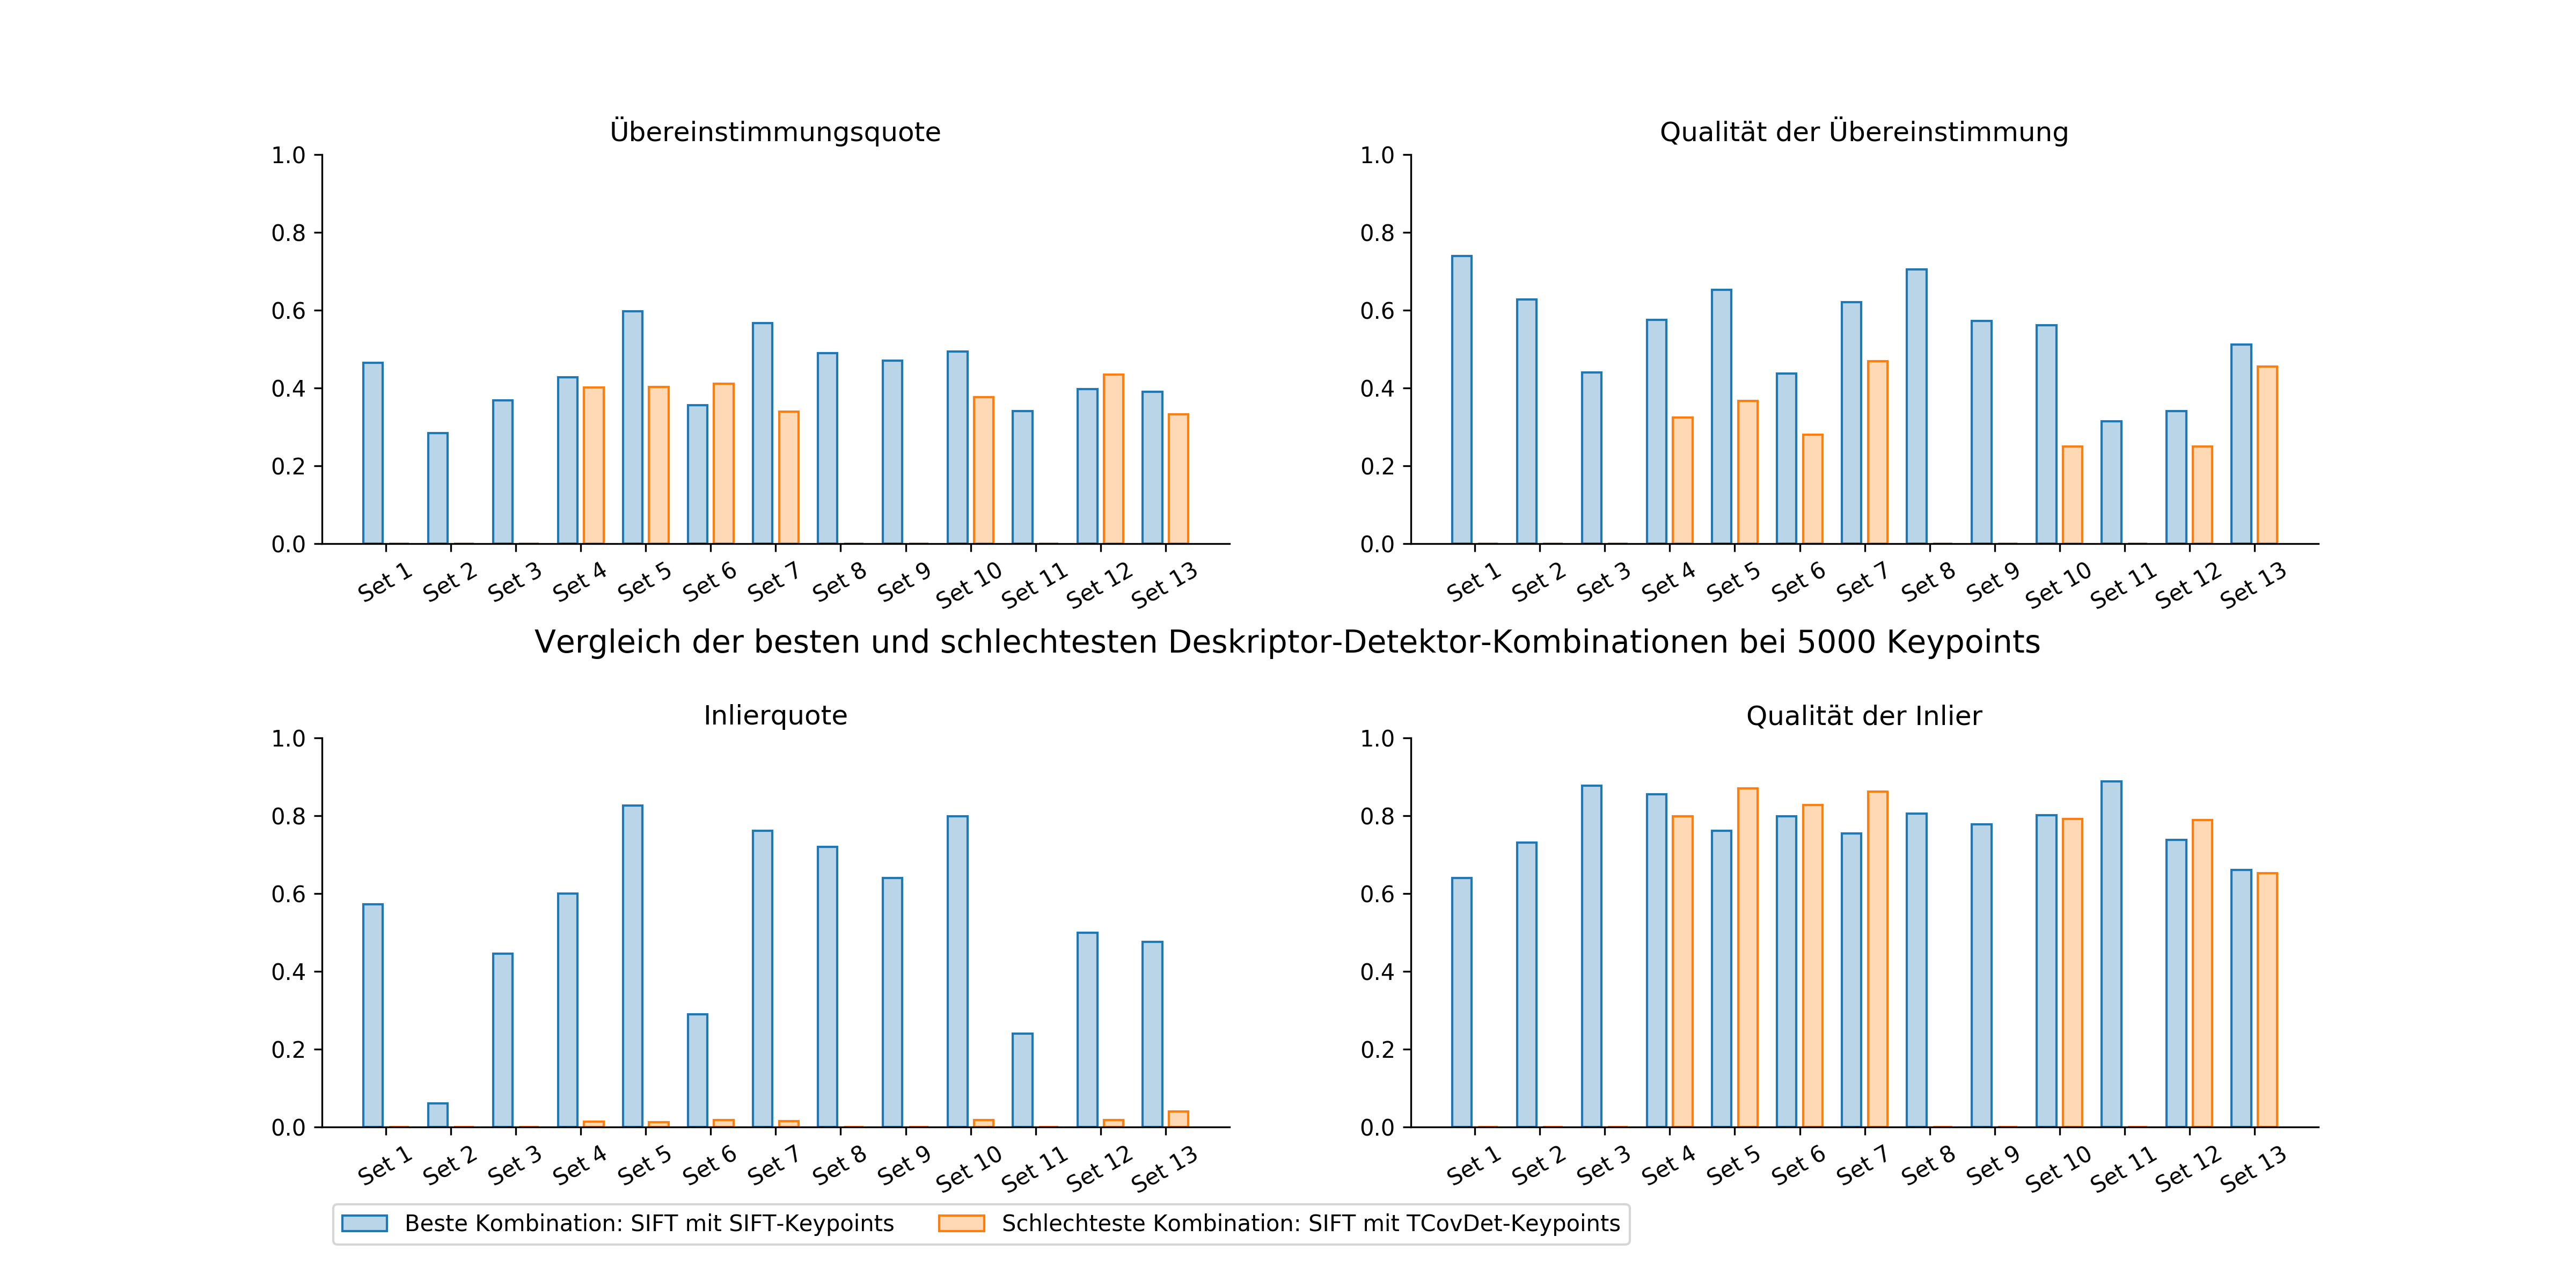 Übereinstimmungsquote
1.0
0.8
0.6
0.4
0.2
0.0
Set 1 Set 2 Set 3 Set 4 Set 5 Set 6 Set 7 Set 8 Set 9 Set 10 Set 11 Set 12 Set 13
Qualität der Übereinstimmung
1.0
0.8
0.6
0.4
0.2
0.0
Set 1 Set 2 Set 3 Set 4 Set 5 Set 6 Set 7 Set 8 Set 9 Set 10 Set 11 Set 12 Set 13
Vergleich der besten und schlechtesten Deskriptor-Detektor-Kombinationen bei 5000 Keypoints
Inlierquote
1.0
0.8
0.6
0.4
0.2
0.0
Set 1 Set 2 Set 3 Set 4 Set 5 Set 6 Set 7 Set 8 Set 9 Set 10 Set 11 Set 12 Set 13
Qualität der Inlier
1.0
0.8
0.6
0.4
0.2
0.0
Set 1 Set 2 Set 3 Set 4 Set 5 Set 6 Set 7 Set 8 Set 9 Set 10 Set 11 Set 12 Set 13
Beste Kombination: SIFT mit SIFT-Keypoints Schlechteste Kombination: SIFT mit TCovDet-Keypoints